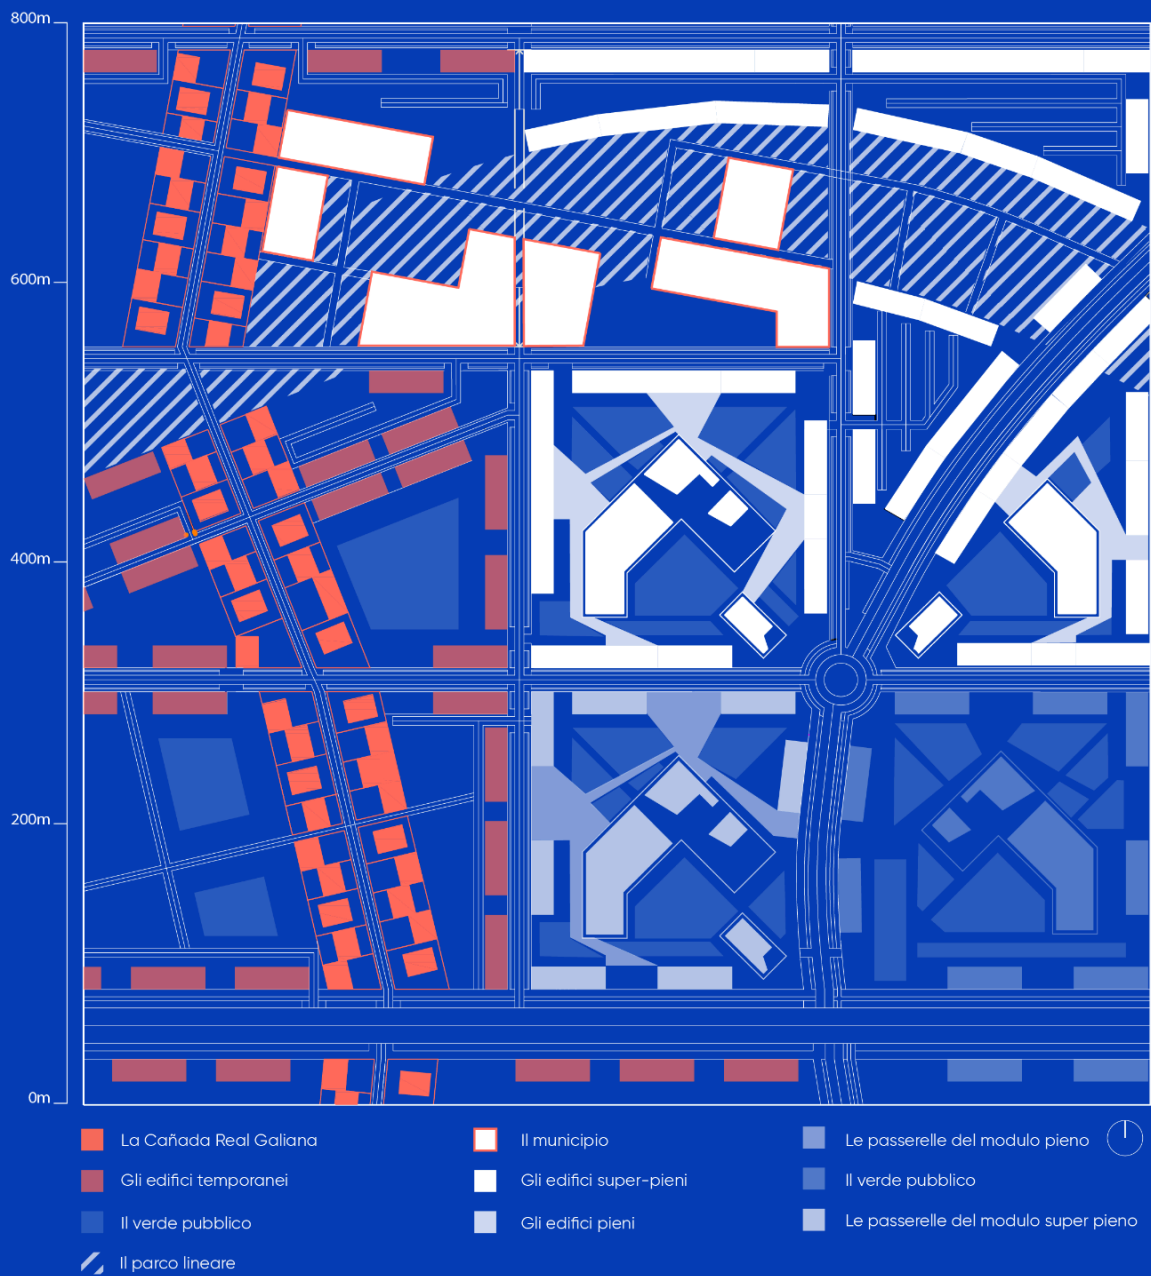 800m
600m
400m
200m
0m
La Cañada Real Galiana
Gli edifici temporanei
Il verde pubblico
Il parco lineare
Il municipio
Gli edifici super-pieni
Gli edifici pieni
Le passerelle del modulo pieno
Il verde pubblico
Le passerelle del modulo super pieno